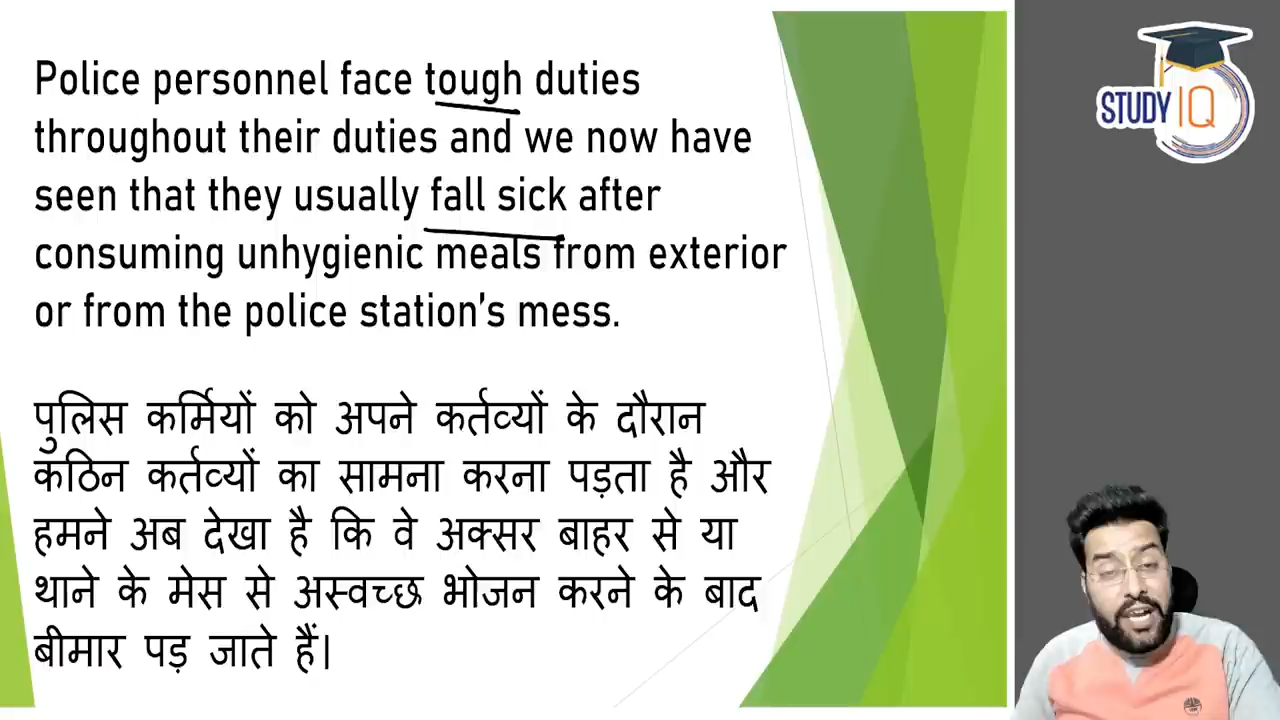 Police personnel face tough duties
throughout their duties and we now have
seen that they usually fall sick after
consuming unhygienic meals from exterior
or from the police station’s mess.
पुलिस कर्मियों को अपने कर्तव्यों के दौरान
कठिन कर्तव्यों का सामना करना पड़ता है और
हमने अब देखा है कि वे अक्सर बाहर से या
थाने के मेस से अस्वच्छ भोजन करने के बाद
बीमार पड़ जाते हैं।
STUDY IQ